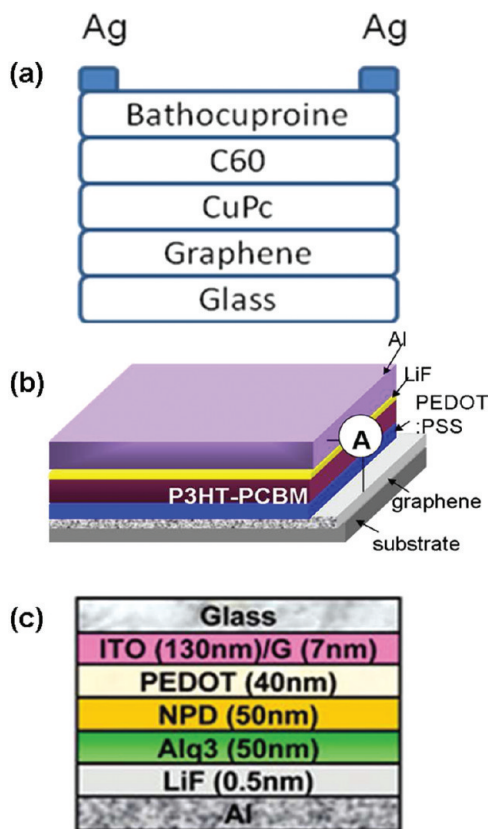 Ag Ag
(a)
Bathocuproine
C60
CuPc
Graphene
Glass
(b)
Al
LiF
PEDOT
:PSS
A
P3HT-PCBM
graphene
substrate
(c)
Glass
ITO (130nm)/G (7nm)
PEDOT (40nm)
NPD (50nm)
Alq3 (50nm)
LiF (0.5nm)
Al